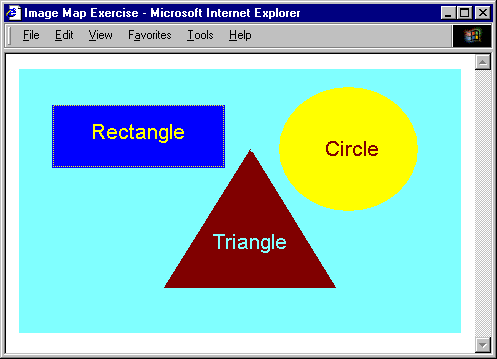 Image Map Exercise - Microsoft Internet Explorer
File Edit View Favorites Tools Help
Rectangle
Circle
Triangle